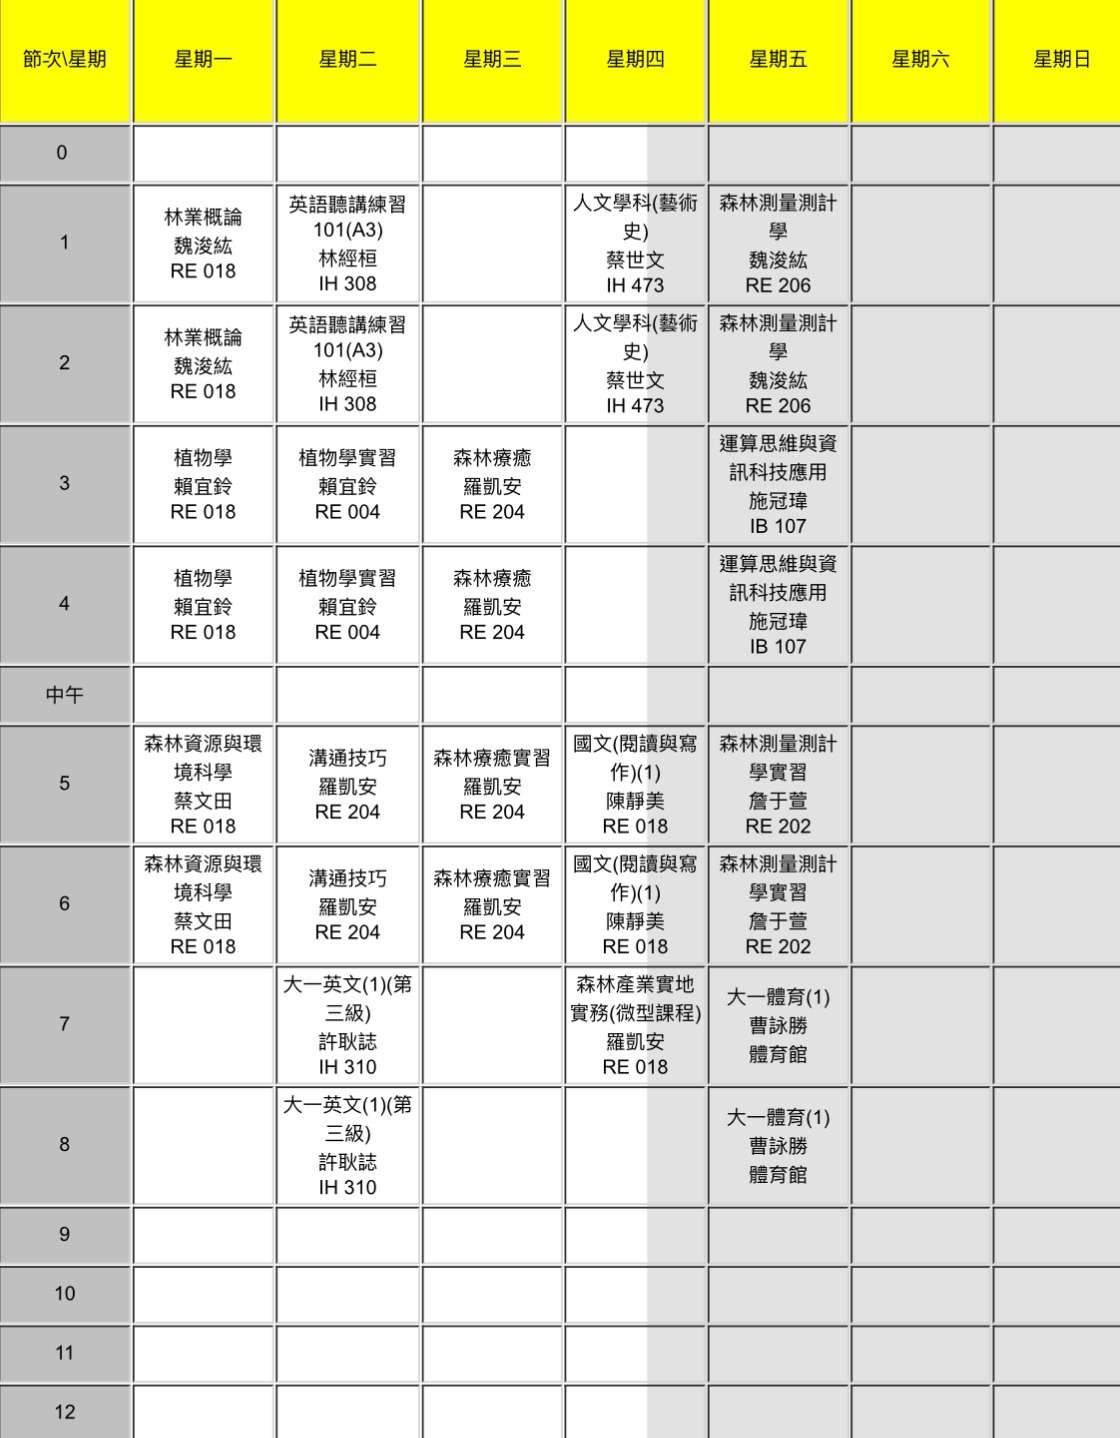 節次\星期 星期一 星期二 星期三 星期四 星期五 星期六 星期日
0
1
林業概論
魏浚紘
RE 018
英語聽講練習
101(A3)
林經桓
IH 308
人文學科(藝術
史)
蔡世文
IH 473
森林測量測計
學
魏浚紘
RE 206
2
林業概論
魏浚紘
RE 018
英語聽講練習
101(A3)
林經桓
IH 308
人文學科(藝術
史)
蔡世文
IH 473
森林測量測計
學
魏浚紘
RE 206
3
植物學
賴宜鈴
RE 018
植物學實習
賴宜鈴
RE 004
森林療癒
羅凱安
RE 204
運算思維與資
訊科技應用
施冠瑋
IB 107
4
植物學
賴宜鈴
RE 018
植物學實習
賴宜鈴
RE 004
森林療癒
羅凱安
RE 204
運算思維與資
訊科技應用
施冠瑋
IB 107
中午
5
森林資源與環
境科學
蔡文田
RE 018
溝通技巧
羅凱安
RE 204
森林療癒實習
羅凱安
RE 204
國文(閱讀與寫
作)(1)
陳靜美
RE 018
森林測量測計
學實習
詹于萱
RE 202
6
森林資源與環
境科學
蔡文田
RE 018
溝通技巧
羅凱安
RE 204
森林療癒實習
羅凱安
RE 204
國文(閱讀與寫
作)(1)
陳靜美
RE 018
森林測量測計
學實習
詹于萱
RE 202
7
大一英文(1)(第
三級)
許耿誌
IH 310
森林產業實地
實務(微型課程)
羅凱安
RE 018
大一體育(1)
曹詠勝
體育館
8
大一英文(1)(第
三級)
許耿誌
IH 310
大一體育(1)
曹詠勝
體育館
9
10
11
12